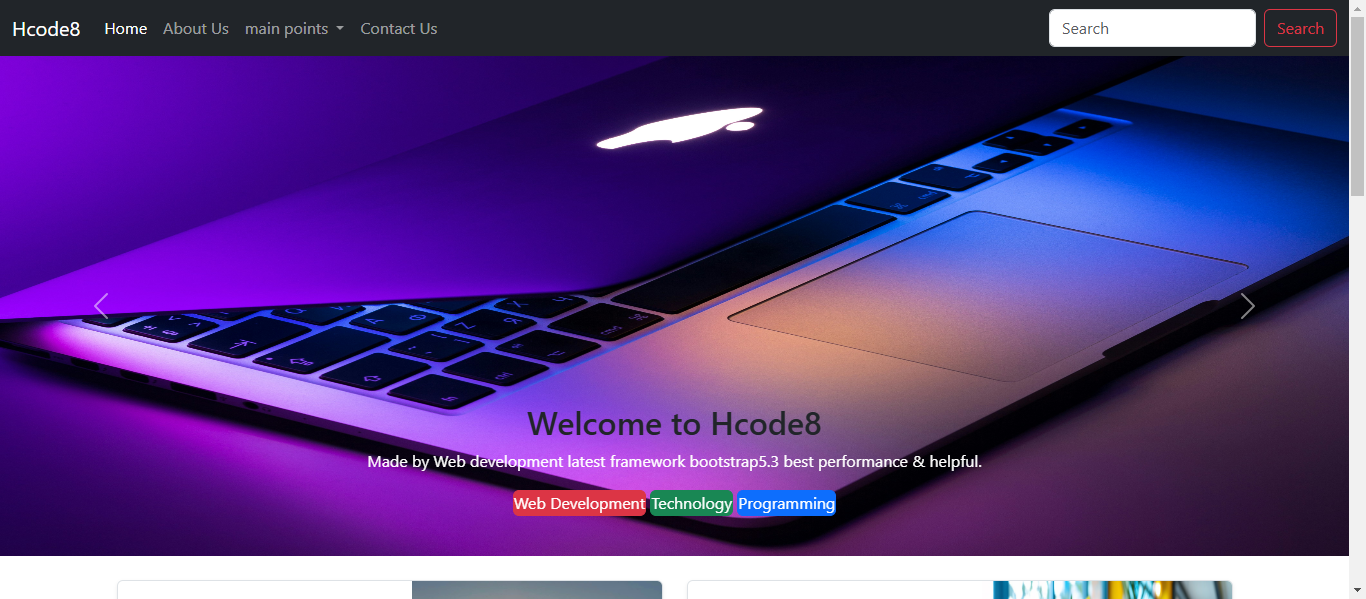 Hcode8 Home About Us main points Contact Us Search Search
Welcome to Hcode8
Made by Web development latest framework bootstrap5.3 best performance & helpful.
Web Development Technology Programming